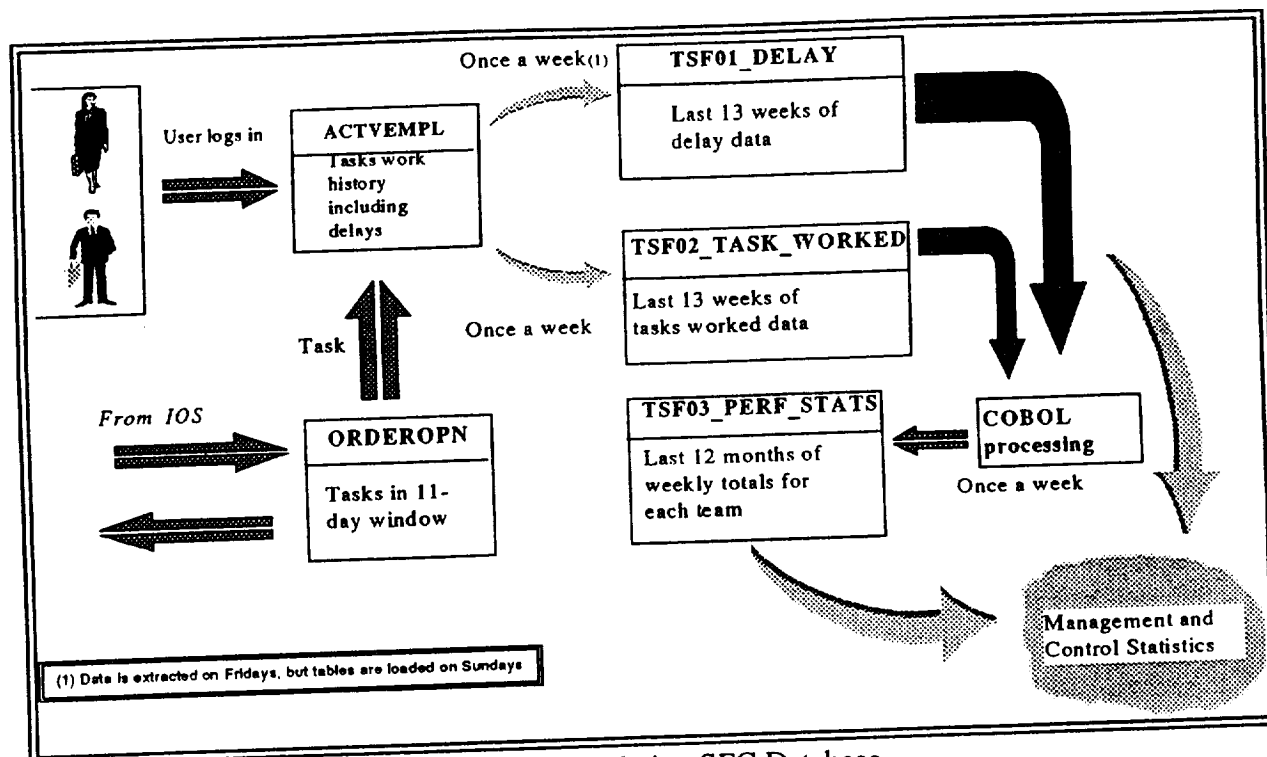 Once a week(1)
TSF01_DELAY
Last 13 weeks of
delay data
User logs in
ACTVEMPL
Tasks work
history
including
delays
TSF02_TASK_WORKED
Last 13 weeks of
tasks worked data
Once a week
Task
From IOS
ORDEROPN
Tasks in 11-
day window
TSF03_PERF_STATS
Last 12 months of
weekly totals for
each team
COBOL
processing
Once a week
Management and
Control Statistics
(1) Data is extracted on Fridays, but tables are loaded on Sundays
SFC Database